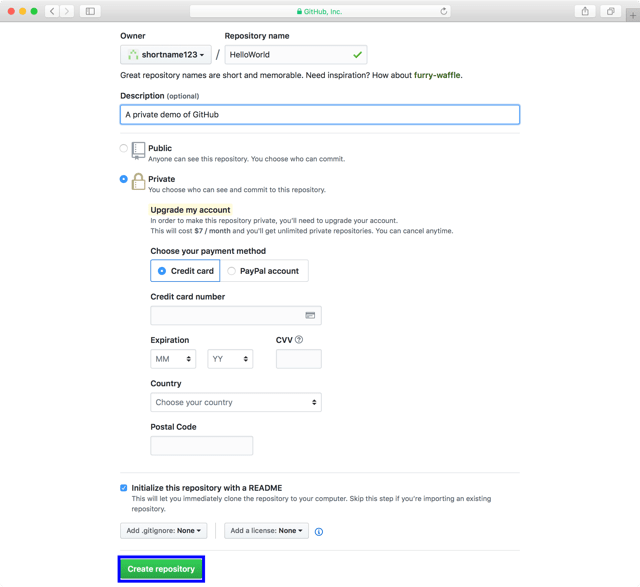 GitHub, Inc.
Owner
Repository name
shortname123 / HelloWorld
Great repository names are short and memorable. Need inspiration? How about furry-waffle.
Description (optional)
A private demo of GitHub
Public
Anyone can see this repository. You choose who can commit.
Private
You choose who can see and commit to this repository.
Upgrade my account
In order to make this repository private, you'll need to upgrade your account.
This will cost $7 / month and you'll get unlimited private repositories. You can cancel anytime.
Choose your payment method
Credit card
PayPal account
Credit card number
Expiration
CVV ?
MM
YY
Country
Choose your country
Postal Code
Initialize this repository with a README
This will let you immediately clone the repository to your computer. Skip this step if you're importing an existing
repository.
Add .gitignore: None
Add a license: None
Create repository